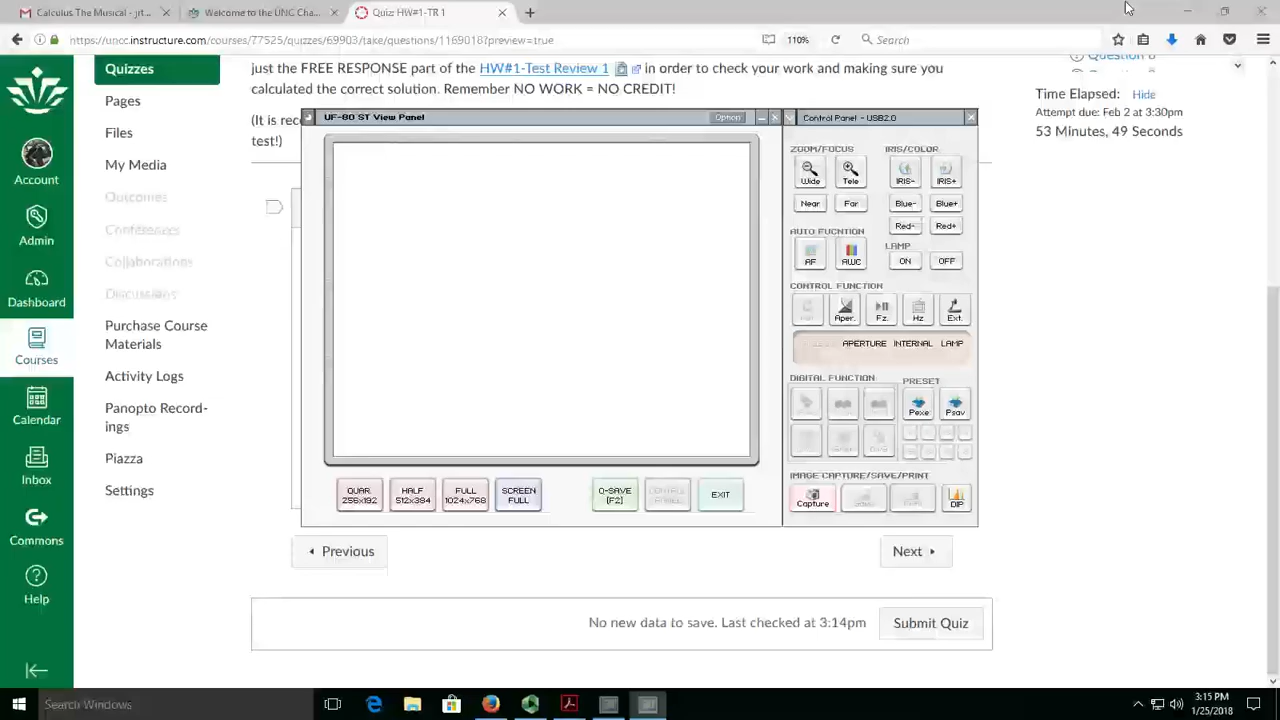 Calculus The Musical - jrt
Welcome to the UNC Cha
Quiz HW#1-TR 1
https://uncc.instructure.com/courses/77525/quizzes/69903/take/questions/1169018?preview=true
110%
Search
Quizzes
Pages
Files
My Media
Outcomes
Conferences
Collaborations
Discussions
Purchase Course
Materials
Activity Logs
Panopto Record-
ings
Piazza
Settings
Account
Admin
Dashboard
Courses
Calendar
Inbox
Commons
Help
just the FREE RESPONSE part of the HW#1-Test Review 1 in order to check your work and making sure you
calculated the correct solution. Remember NO WORK = NO CREDIT!
(It is reco
test!)
Time Elapsed: Hide
Attempt due: Feb 2 at 3:30pm
53 Minutes, 49 Seconds
UF-80 ST View Panel
Option
Control Panel - USB2.0
ZOOM/FOCUS
IRIS/COLOR
Wide
Tele
IRIS-
IRIS+
Near
Far
Blue-
Blue+
Red-
Red+
AUTO FUCNTION
LAMP
AF
AWC
ON
OFF
CONTROL FUNCTION
Aper.
Fz.
Hz
Ext.
APERTURE INTERNAL LAMP
DIGITAL FUNCTION
PRESET
Pexe
Psav
IMAGE CAPTURE/SAVE/PRINT
Capture
DIP
QUAR
256x192
HALF
512x384
FULL
1024x768
SCREEN
FULL
Q-SAVE
[F2]
CONTROL
PANEL
EXIT
Previous
Next
No new data to save. Last checked at 3:14pm
Submit Quiz
Search Windows
3:15 PM
1/25/2018